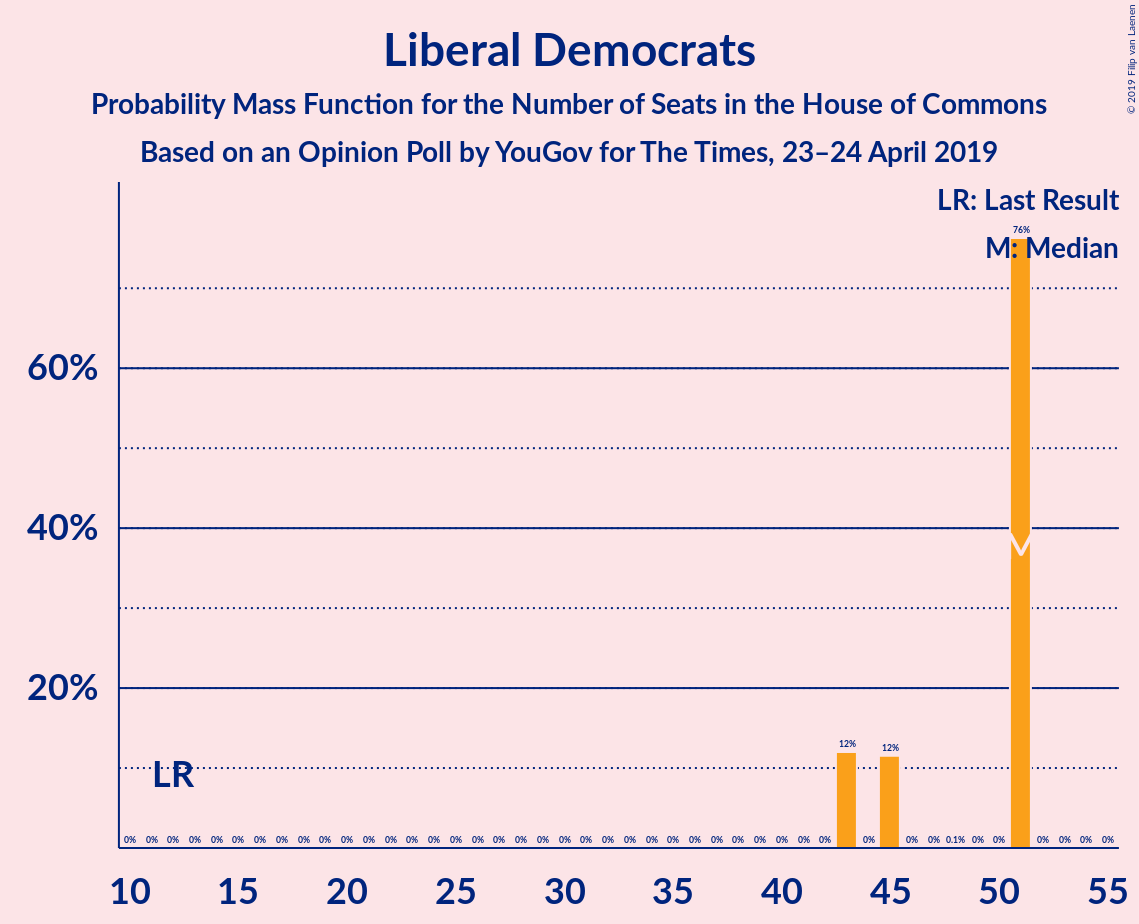 Liberal Democrats
Probability Mass Function for the Number of Seats in the House of Commons
Based on an Opinion Poll by YouGov for The Times, 23–24 April 2019
© 2019 Filip van Laenen
LR: Last Result
M: Median
76%
60%
40%
20%
12%
12%
LR
0% 0% 0% 0% 0% 0% 0% 0% 0% 0% 0% 0% 0% 0% 0% 0% 0% 0% 0% 0% 0% 0% 0% 0% 0% 0% 0% 0% 0% 0% 0% 0% 0% 0% 0% 0% 0.1% 0% 0% 0% 0% 0% 0%
10 15 20 25 30 35 40 45 50 55